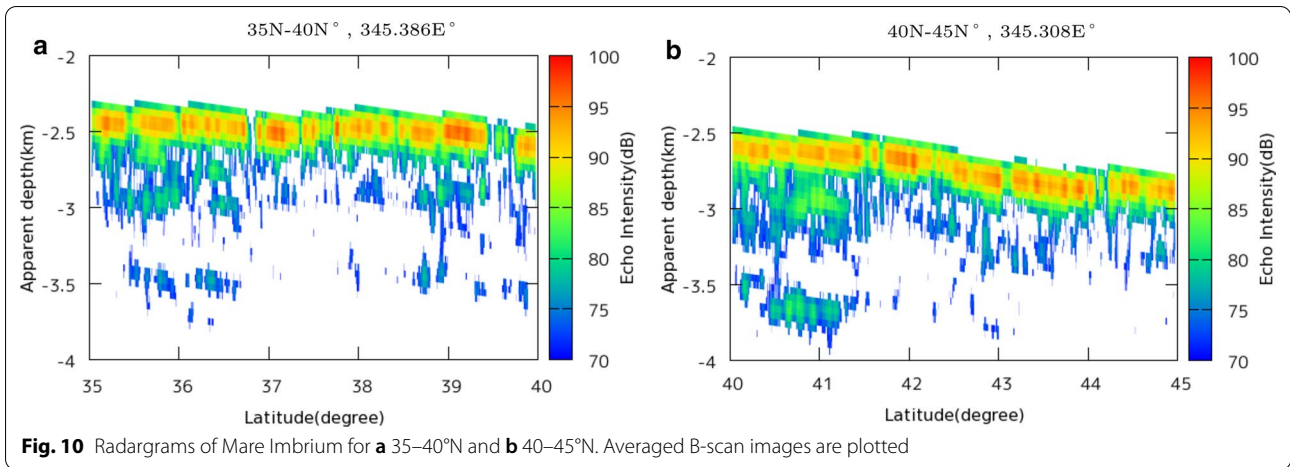 35N-40N°, 345.386E°
a
-2
-2.5
-3
-3.5
-4
Apparent depth(km)
35 36 37 38 39 40
Latitude(degree)
100
95
90
85
80
75
70
Echo Intensity(dB)
40N-45N°, 345.308E°
b
-2
-2.5
-3
-3.5
-4
Apparent depth(km)
40 41 42 43 44 45
Latitude(degree)
100
95
90
85
80
75
70
Echo Intensity(dB)
Fig. 10 Radargrams of Mare Imbrium for a 35–40°N and b 40–45°N. Averaged B-scan images are plotted